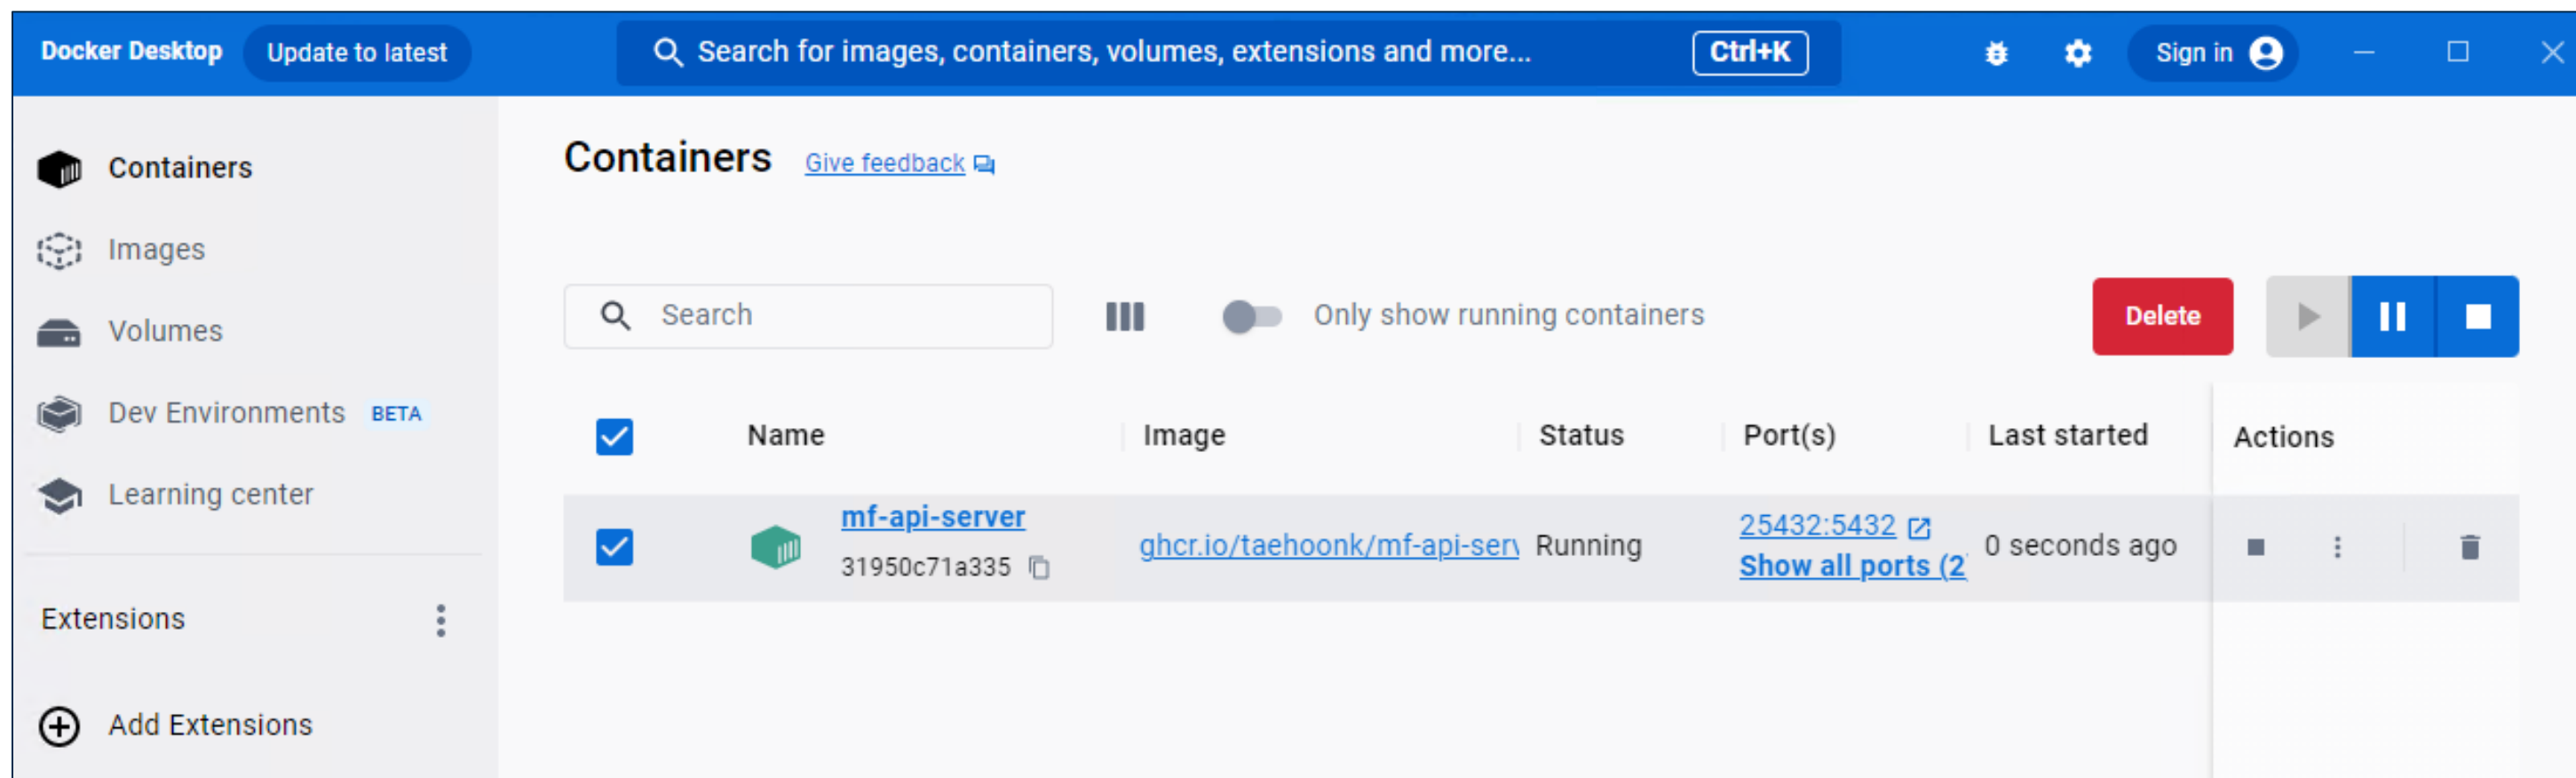 Docker Desktop Update to latest Search for images, containers, volumes, extensions and more... Ctrl+K Sign in
Containers
Images
Volumes
Dev Environments BETA
Learning center
Extensions
Add Extensions
Containers Give feedback
Search Only show running containers Delete
Name Image Status Port(s) Last started Actions
mf-api-server
31950c71a335
ghcr.io/taehoonk/mf-api-serv
Running
25432:5432
Show all ports (2
0 seconds ago